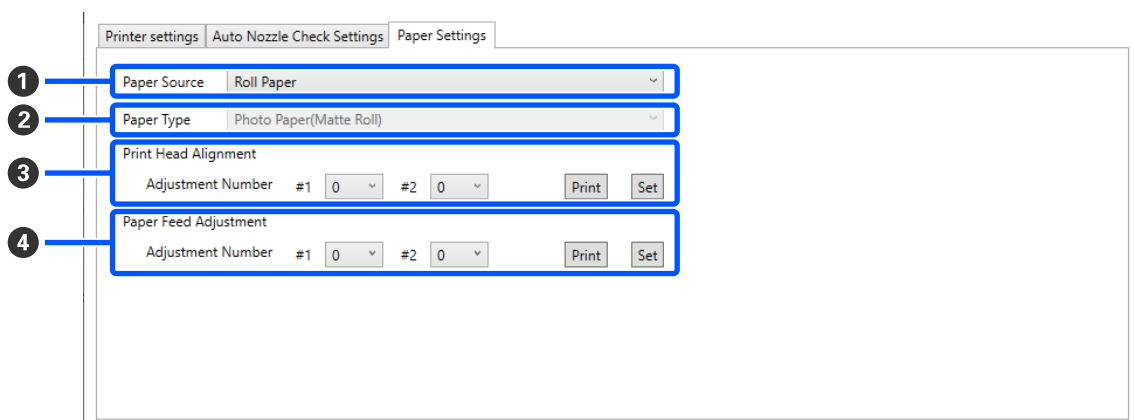 Printer settings Auto Nozzle Check Settings Paper Settings
1 Paper Source Roll Paper
2 Paper Type Photo Paper(Matte Roll)
Print Head Alignment
3 Adjustment Number #1 0 #2 0 Print Set
Paper Feed Adjustment
4 Adjustment Number #1 0 #2 0 Print Set